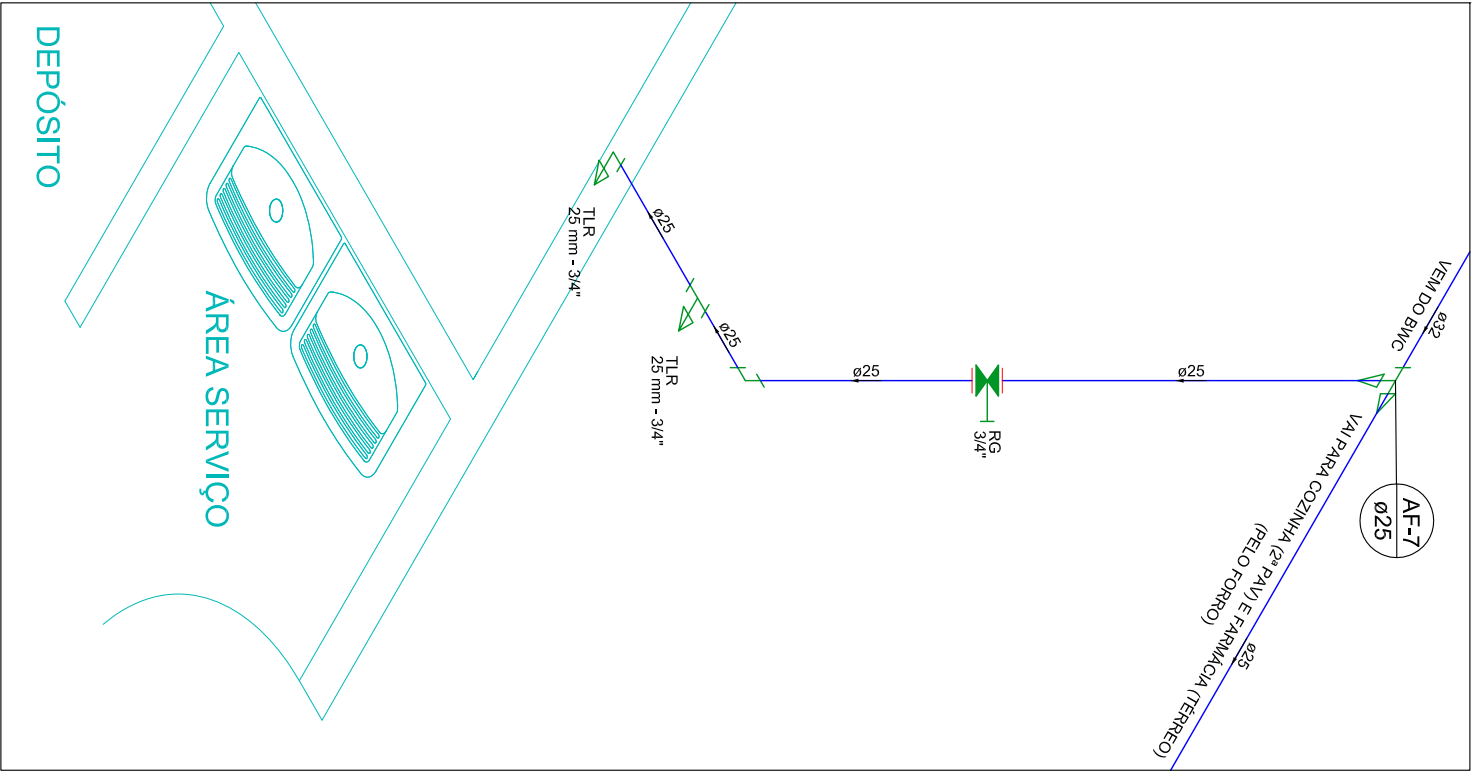 VEM DO BWC
ø32
AF-7
ø25
VAI PARA COZINHA (2ª PAV) E FARMÁCIA (TÉRREO)
(PELO FORRO)
ø25
ø25
RG
3/4"
ø25
ø25
TLR
25 mm - 3/4"
ø25
TLR
25 mm - 3/4"
ÁREA SERVIÇO
DEPÓSITO